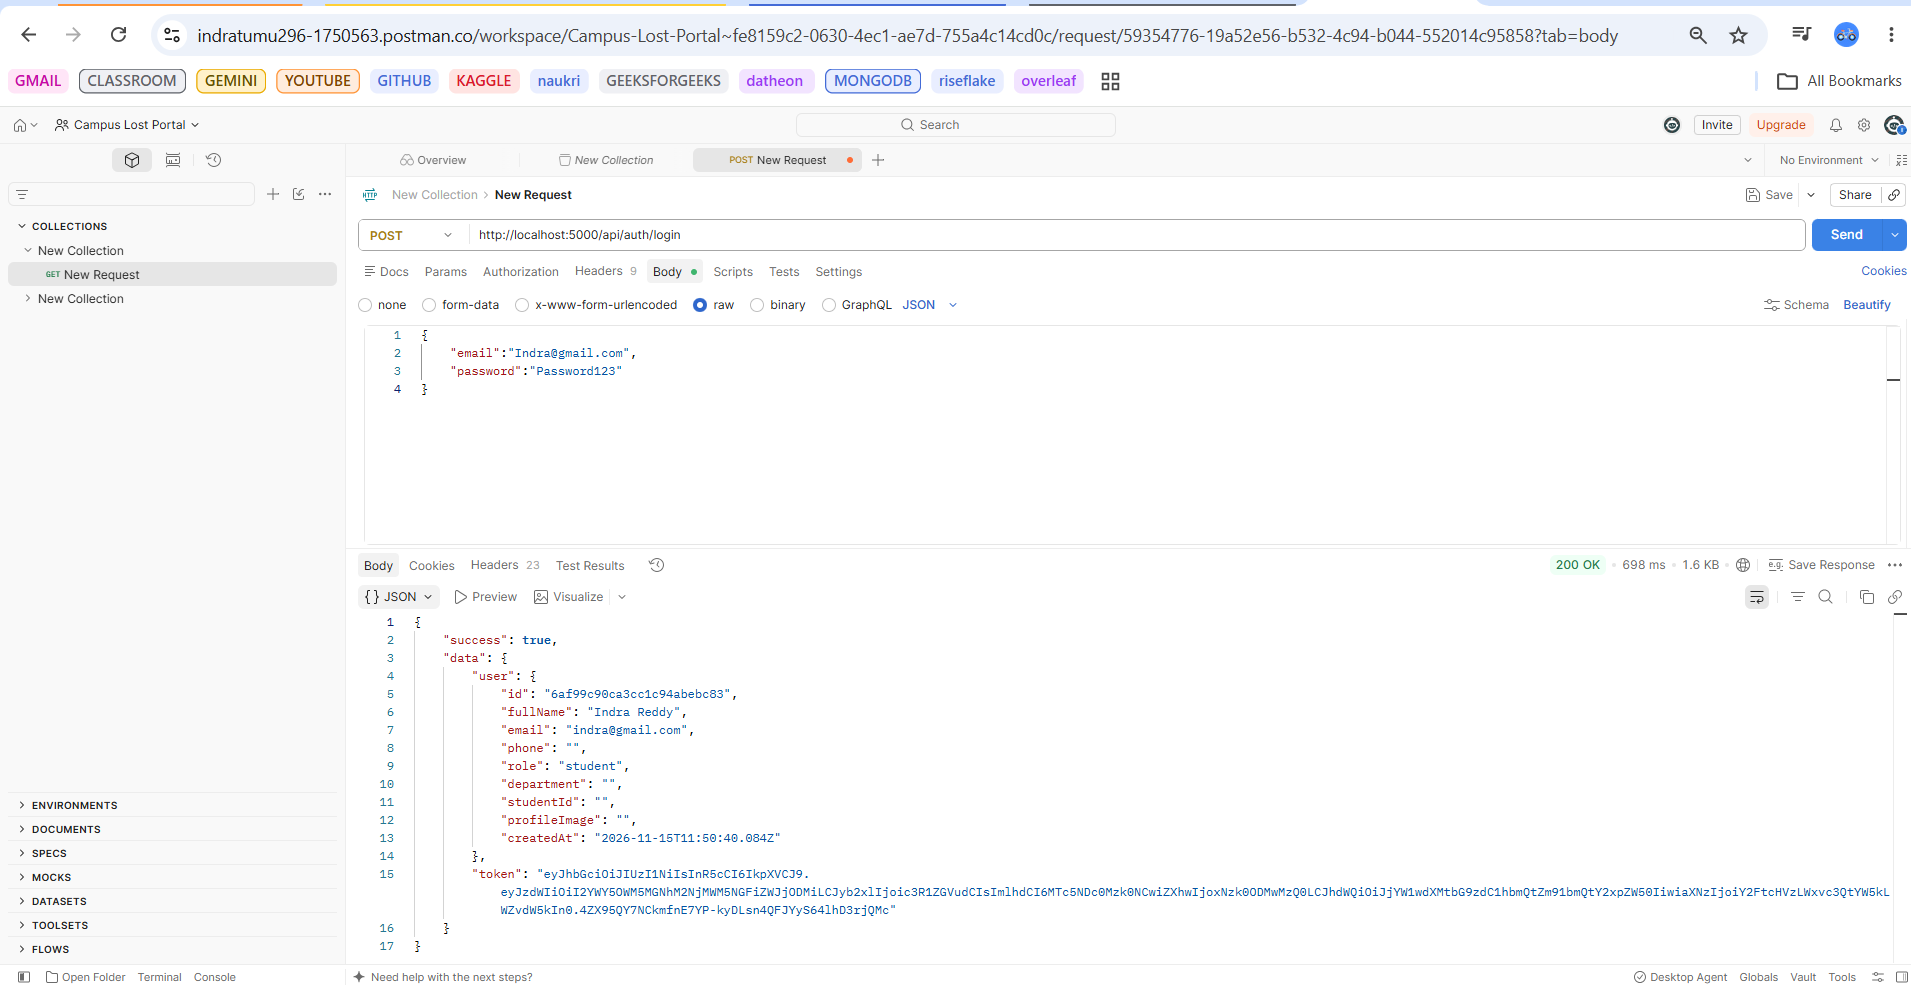 indratumu296-1750563.postman.co/workspace/Campus-Lost-Portal~fe8159c2-0630-4ec1-ae7d-755a4c14cd0c/request/59354776-19a52e56-b532-4c94-b044-552014c95858?tab=body
GMAIL CLASSROOM GEMINI YOUTUBE GITHUB KAGGLE naukri GEEKSFORGEEKS datheon MONGODB riseflake overleaf All Bookmarks
Campus Lost Portal Search Invite Upgrade
Overview New Collection POST New Request No Environment
New Collection > New Request Save Share
COLLECTIONS
New Collection
GET New Request
New Collection
POST http://localhost:5000/api/auth/login Send
Docs Params Authorization Headers 9 Body Scripts Tests Settings Cookies
none form-data x-www-form-urlencoded raw binary GraphQL JSON Schema Beautify
1 {
2 "email":"Indra@gmail.com",
3 "password":"Password123"
4 }
Body Cookies Headers 23 Test Results 200 OK • 698 ms • 1.6 KB e.g. Save Response
{} JSON Preview Visualize
1 {
2 "success": true,
3 "data": {
4 "user": {
5 "id": "6af99c90ca3cc1c94abebc83",
6 "fullName": "Indra Reddy",
7 "email": "indra@gmail.com",
8 "phone": "",
9 "role": "student",
10 "department": "",
11 "studentId": "",
12 "profileImage": "",
13 "createdAt": "2026-11-15T11:50:40.084Z"
14 },
15 "token": "eyJhbGciOiJIUzI1NiIsInR5cCI6IkpXVCJ9.
eyJzdWIiOiI2YWY5OWM5MGNhM2NjMWM5NGFiZWJjODMiLCJyb2xlIjoic3R1ZGVudCIsImlhdCI6MTc5NDc0Mzk0NCwiZXhwIjoxNzk0ODMwMzQ0LCJhdWQiOiJjYW1wdXMtbG9zdC1hbmQtZm91bmQtY2xpZW50IiwiaXNzIjoiY2FtcHVzLWxvc3QtYW5kL
WZvdW5kIn0.4ZX95QY7NCkmfnE7YP-kyDLsn4QFJYyS64lhD3rjQMc"
16 }
17 }
ENVIRONMENTS
DOCUMENTS
SPECS
MOCKS
DATASETS
TOOLSETS
FLOWS
Open Folder Terminal Console Need help with the next steps? Desktop Agent Globals Vault Tools